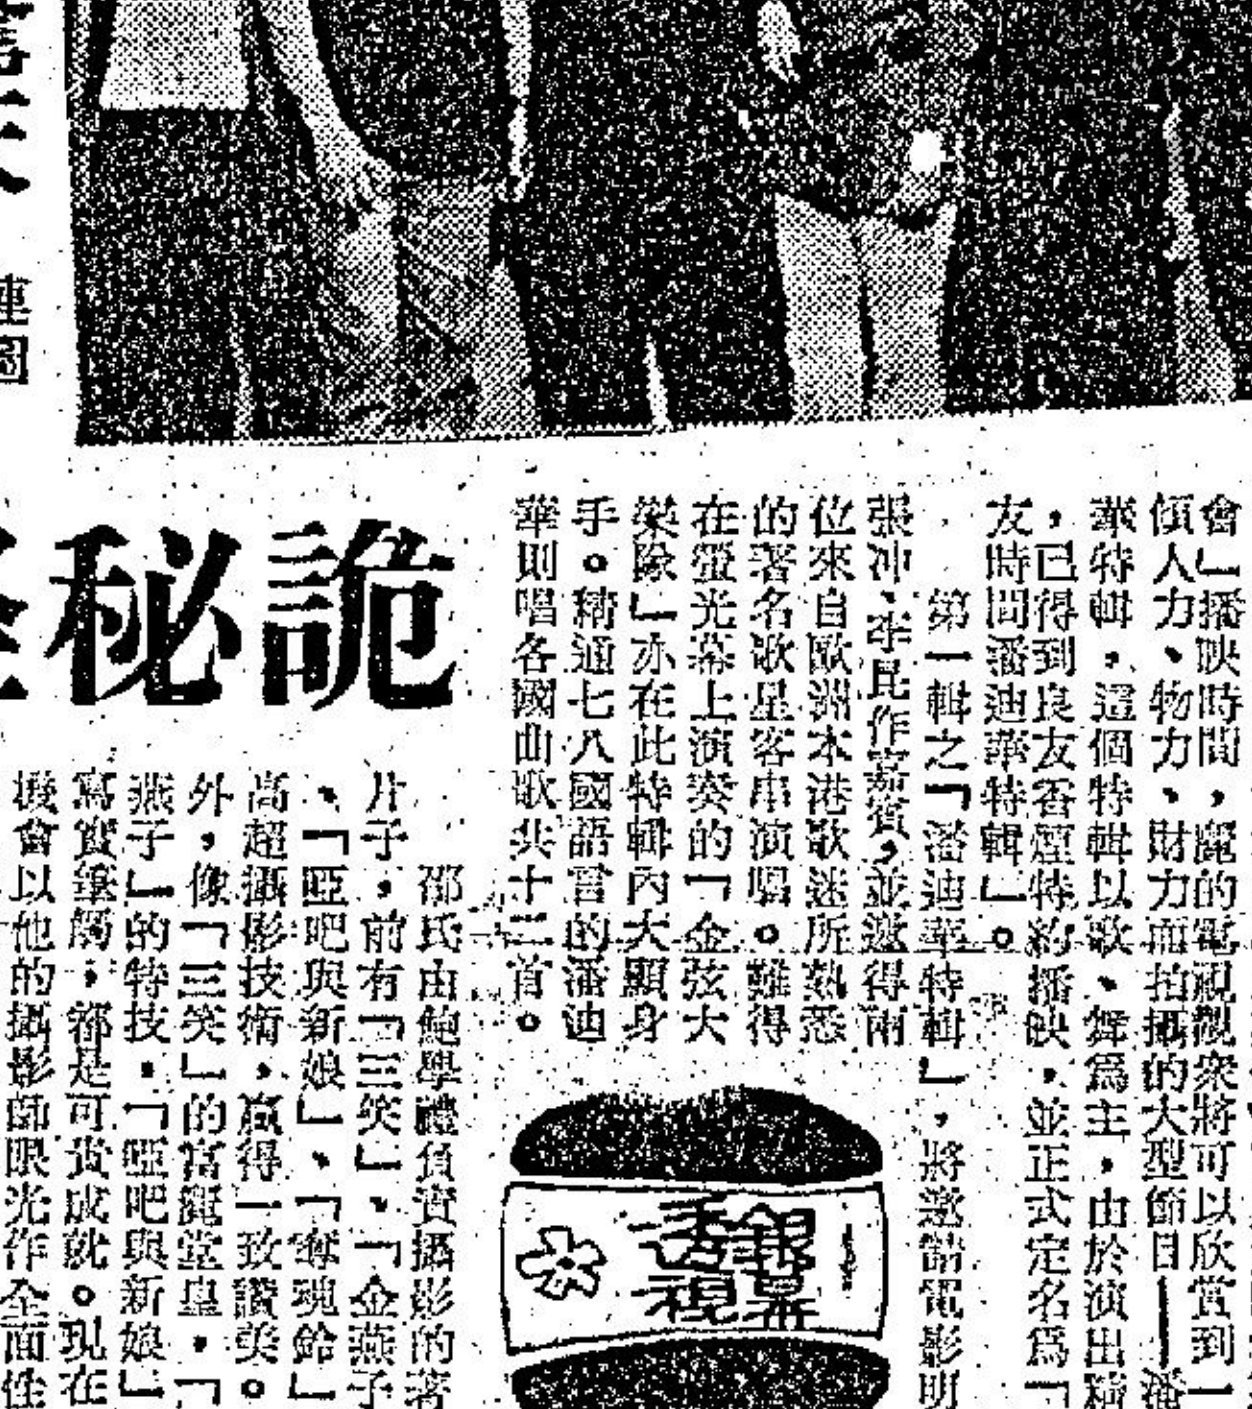 會」播映時間，龐的電視觀眾將可以欣賞到一
傾人力、物力、財力而拍攝的大型節目——潘
華特輯，這個特輯以歌、舞為主，由於演出精
，已得到良友香煙特約播映，並正式定名為「
友時間潘迪華特輯」。
第一輯之「潘迪華特輯」，將邀請電影明
張冲、李昆作嘉賓，並邀得兩
位來自歐洲本港歌迷所熟悉
的著名歌星客串演唱。難得
在螢光幕上演奏的「金弦大
樂隊」亦在此特輯內大顯身
手。精通七八國語言的潘迪
華則唱各國曲歌共十二首。
銀幕
秀視
詭秘
邵氏由鮑學禮負責攝影的著
片子，前有「三笑」、「金燕子
、「啞吧與新娘」、「奪魂鈴」
高超攝影技術，贏得一致讚美。
外，像「三笑」的富麗堂皇，「
燕子」的特技，「啞吧與新娘」
寫實筆觸，都是可貴成就。現在
會以他的攝影師眼光作全面性
連圖